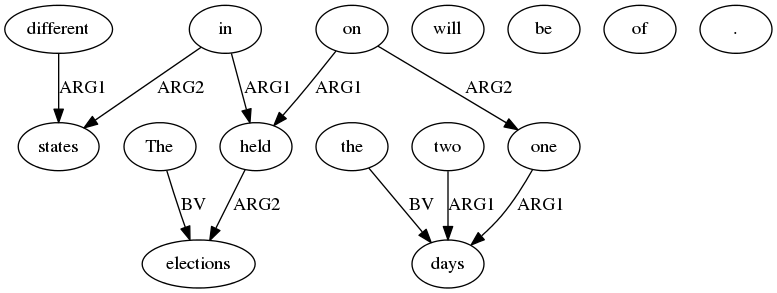 different in on will be of .
ARG1 ARG2 ARG1 ARG1 ARG2
states The held the two one
BV ARG2 BV ARG1 ARG1
elections days